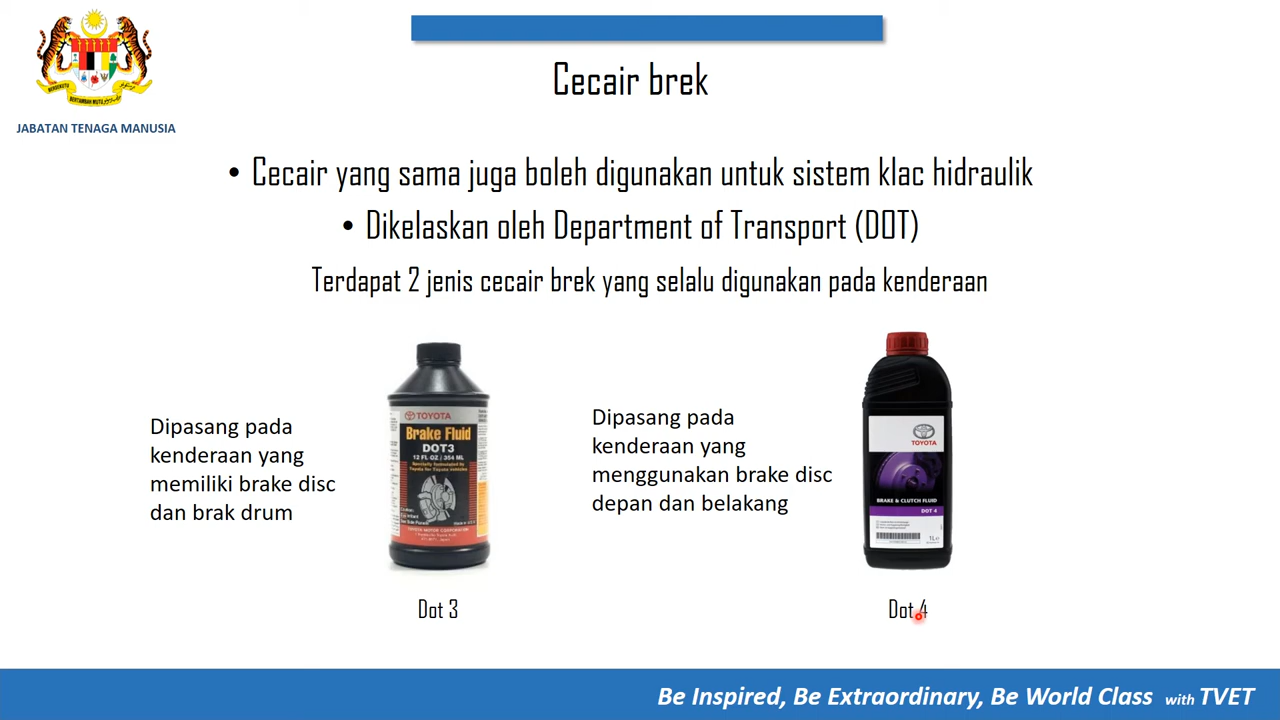 JABATAN TENAGA MANUSIA
Cecair brek
• Cecair yang sama juga boleh digunakan untuk sistem klac hidraulik
• Dikelaskan oleh Department of Transport (DOT)
Terdapat 2 jenis cecair brek yang selalu digunakan pada kenderaan
Dipasang pada
kenderaan yang
memiliki brake disc
dan brak drum
TOYOTA
Brake Fluid
DOT3
12 FL OZ / 354 ML
Dot 3
Dipasang pada
kenderaan yang
menggunakan brake disc
depan dan belakang
TOYOTA
BRAKE & CLUTCH FLUID
DOT 4
1L
Dot 4
Be Inspired, Be Extraordinary, Be World Class with TVET